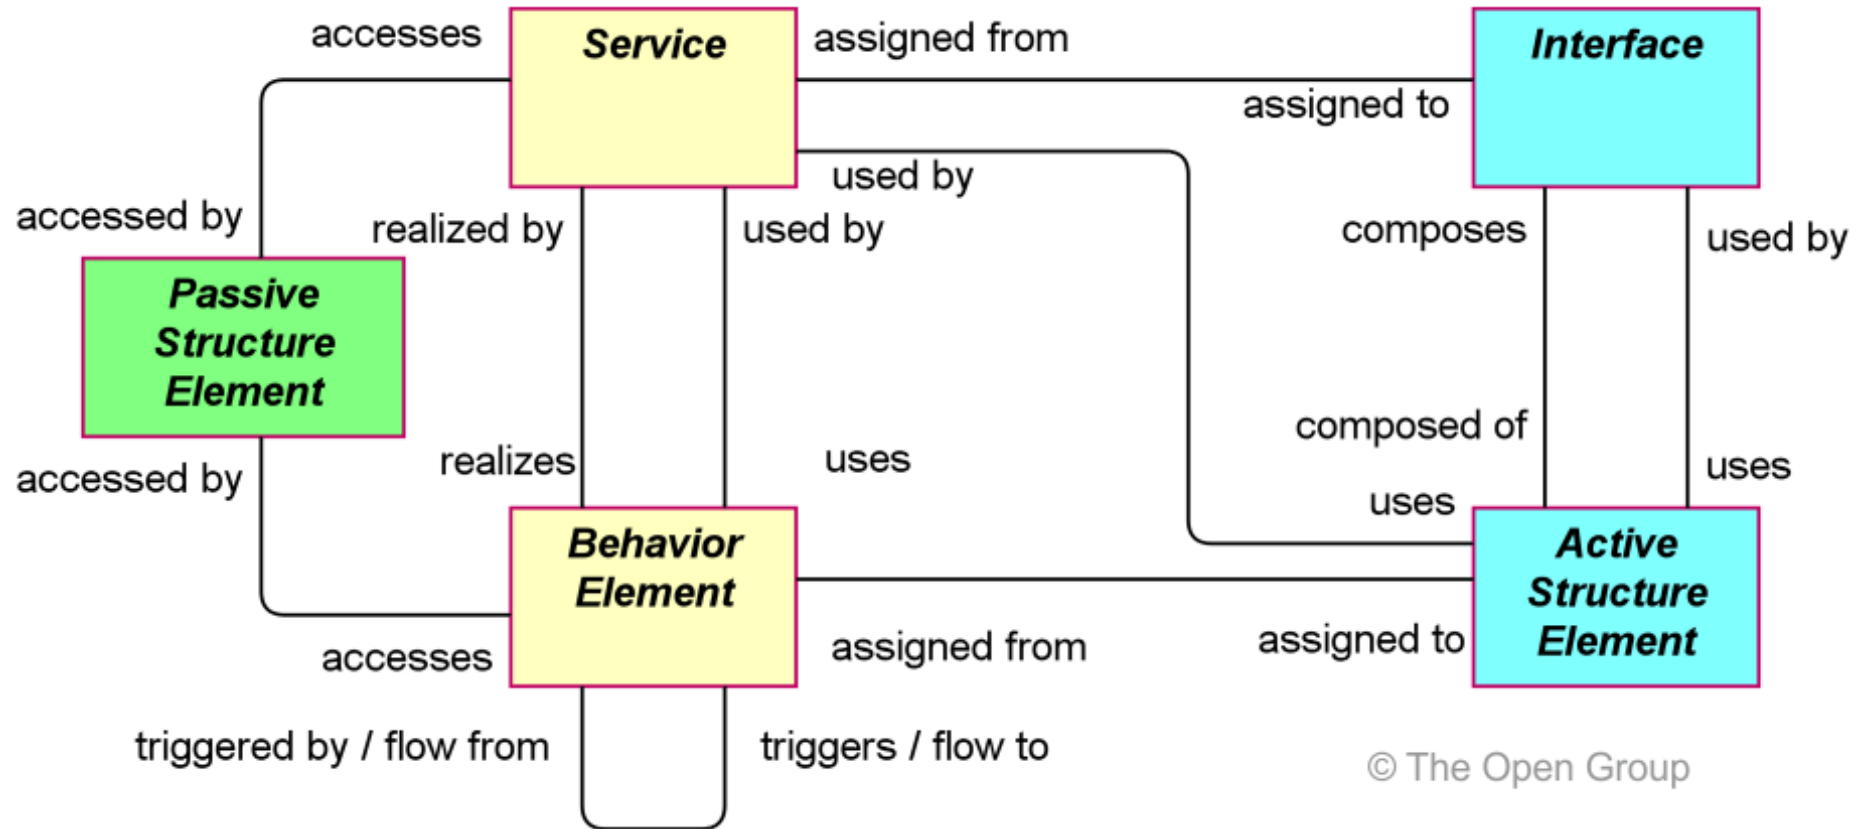 accesses
Service
assigned from
Interface
assigned to
used by
accessed by
realized by
used by
composes
used by
Passive
Structure
Element
composed of
accessed by
realizes
uses
uses
uses
Behavior
Element
Active
Structure
Element
accesses
assigned from
assigned to
triggered by / flow from
triggers / flow to
© The Open Group